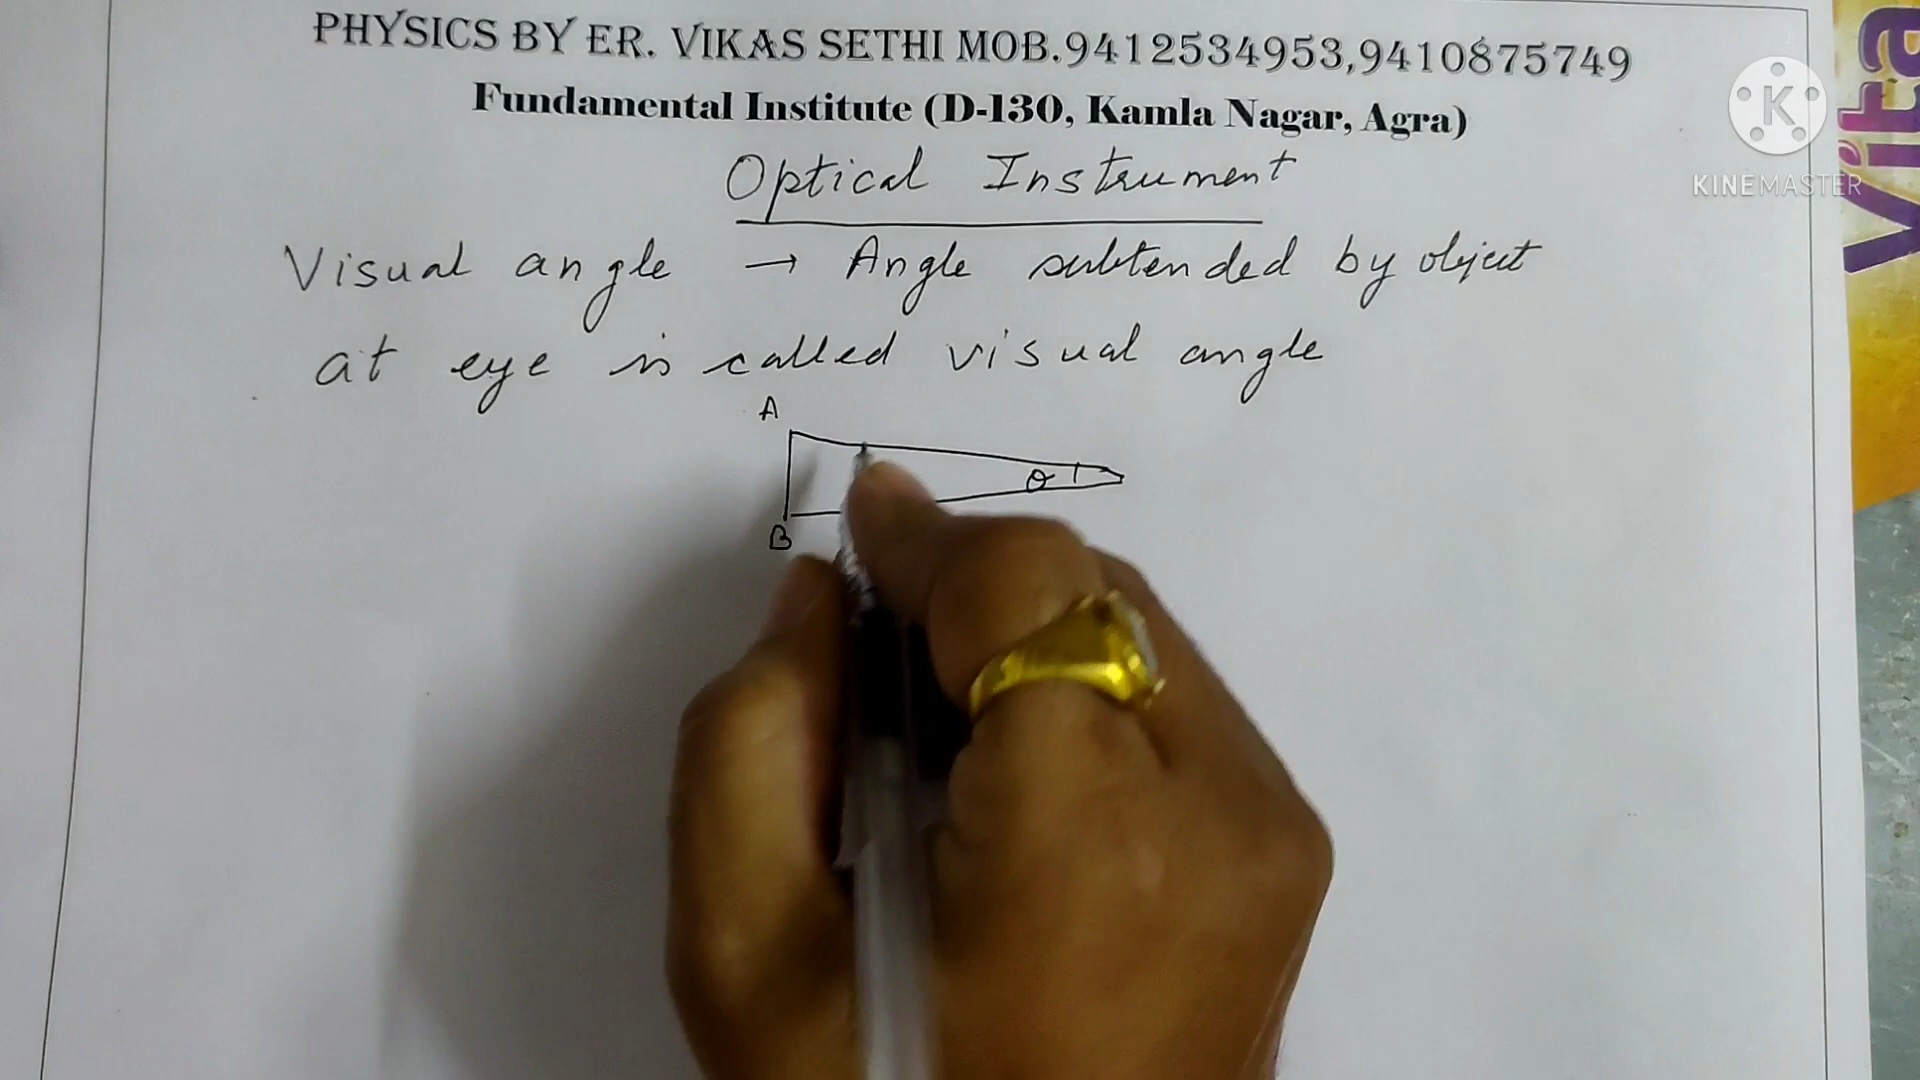 PHYSICS BY ER. VIKAS SETHI MOB.9412534953,9410875749
Fundamental Institute (D-130, Kamla Nagar, Agra)
Optical Instrument
Visual angle → Angle subtended by object
at eye is called visual angle
A
θ
B
K
KINEMASTER
Vita